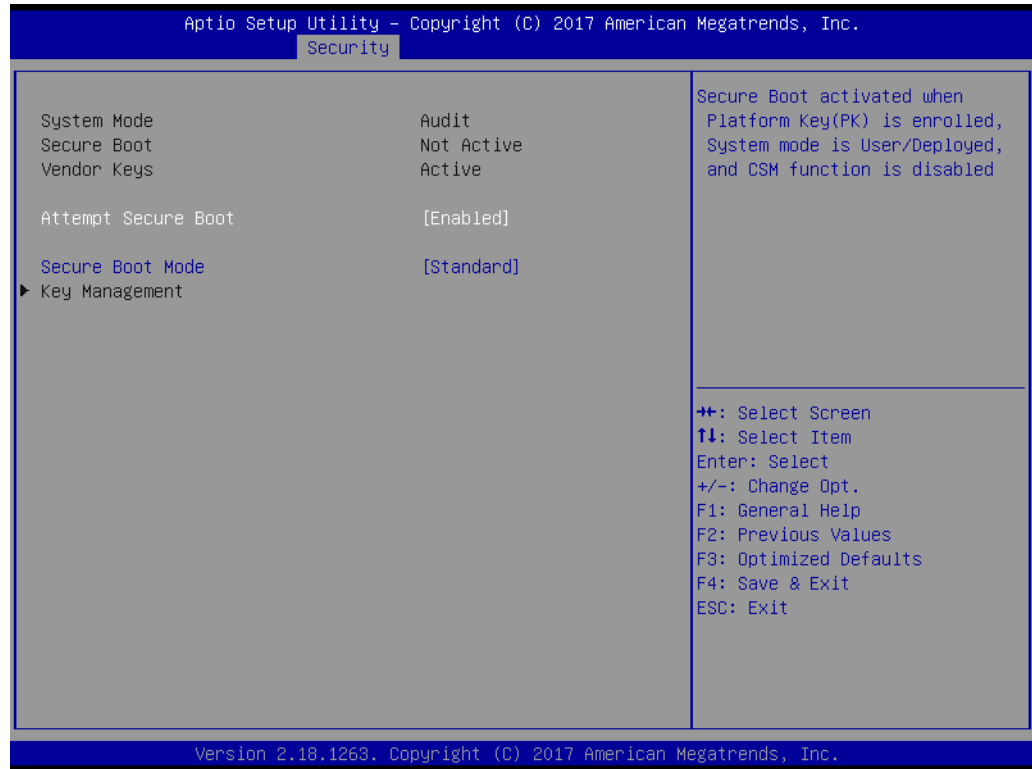 Aptio Setup Utility – Copyright (C) 2017 American Megatrends, Inc.
Security
System Mode Audit
Secure Boot Not Active
Vendor Keys Active
Attempt Secure Boot [Enabled]
Secure Boot Mode [Standard]
▶ Key Management
Secure Boot activated when
Platform Key(PK) is enrolled,
System mode is User/Deployed,
and CSM function is disabled
→←: Select Screen
↑↓: Select Item
Enter: Select
+/-: Change Opt.
F1: General Help
F2: Previous Values
F3: Optimized Defaults
F4: Save & Exit
ESC: Exit
Version 2.18.1263. Copyright (C) 2017 American Megatrends, Inc.